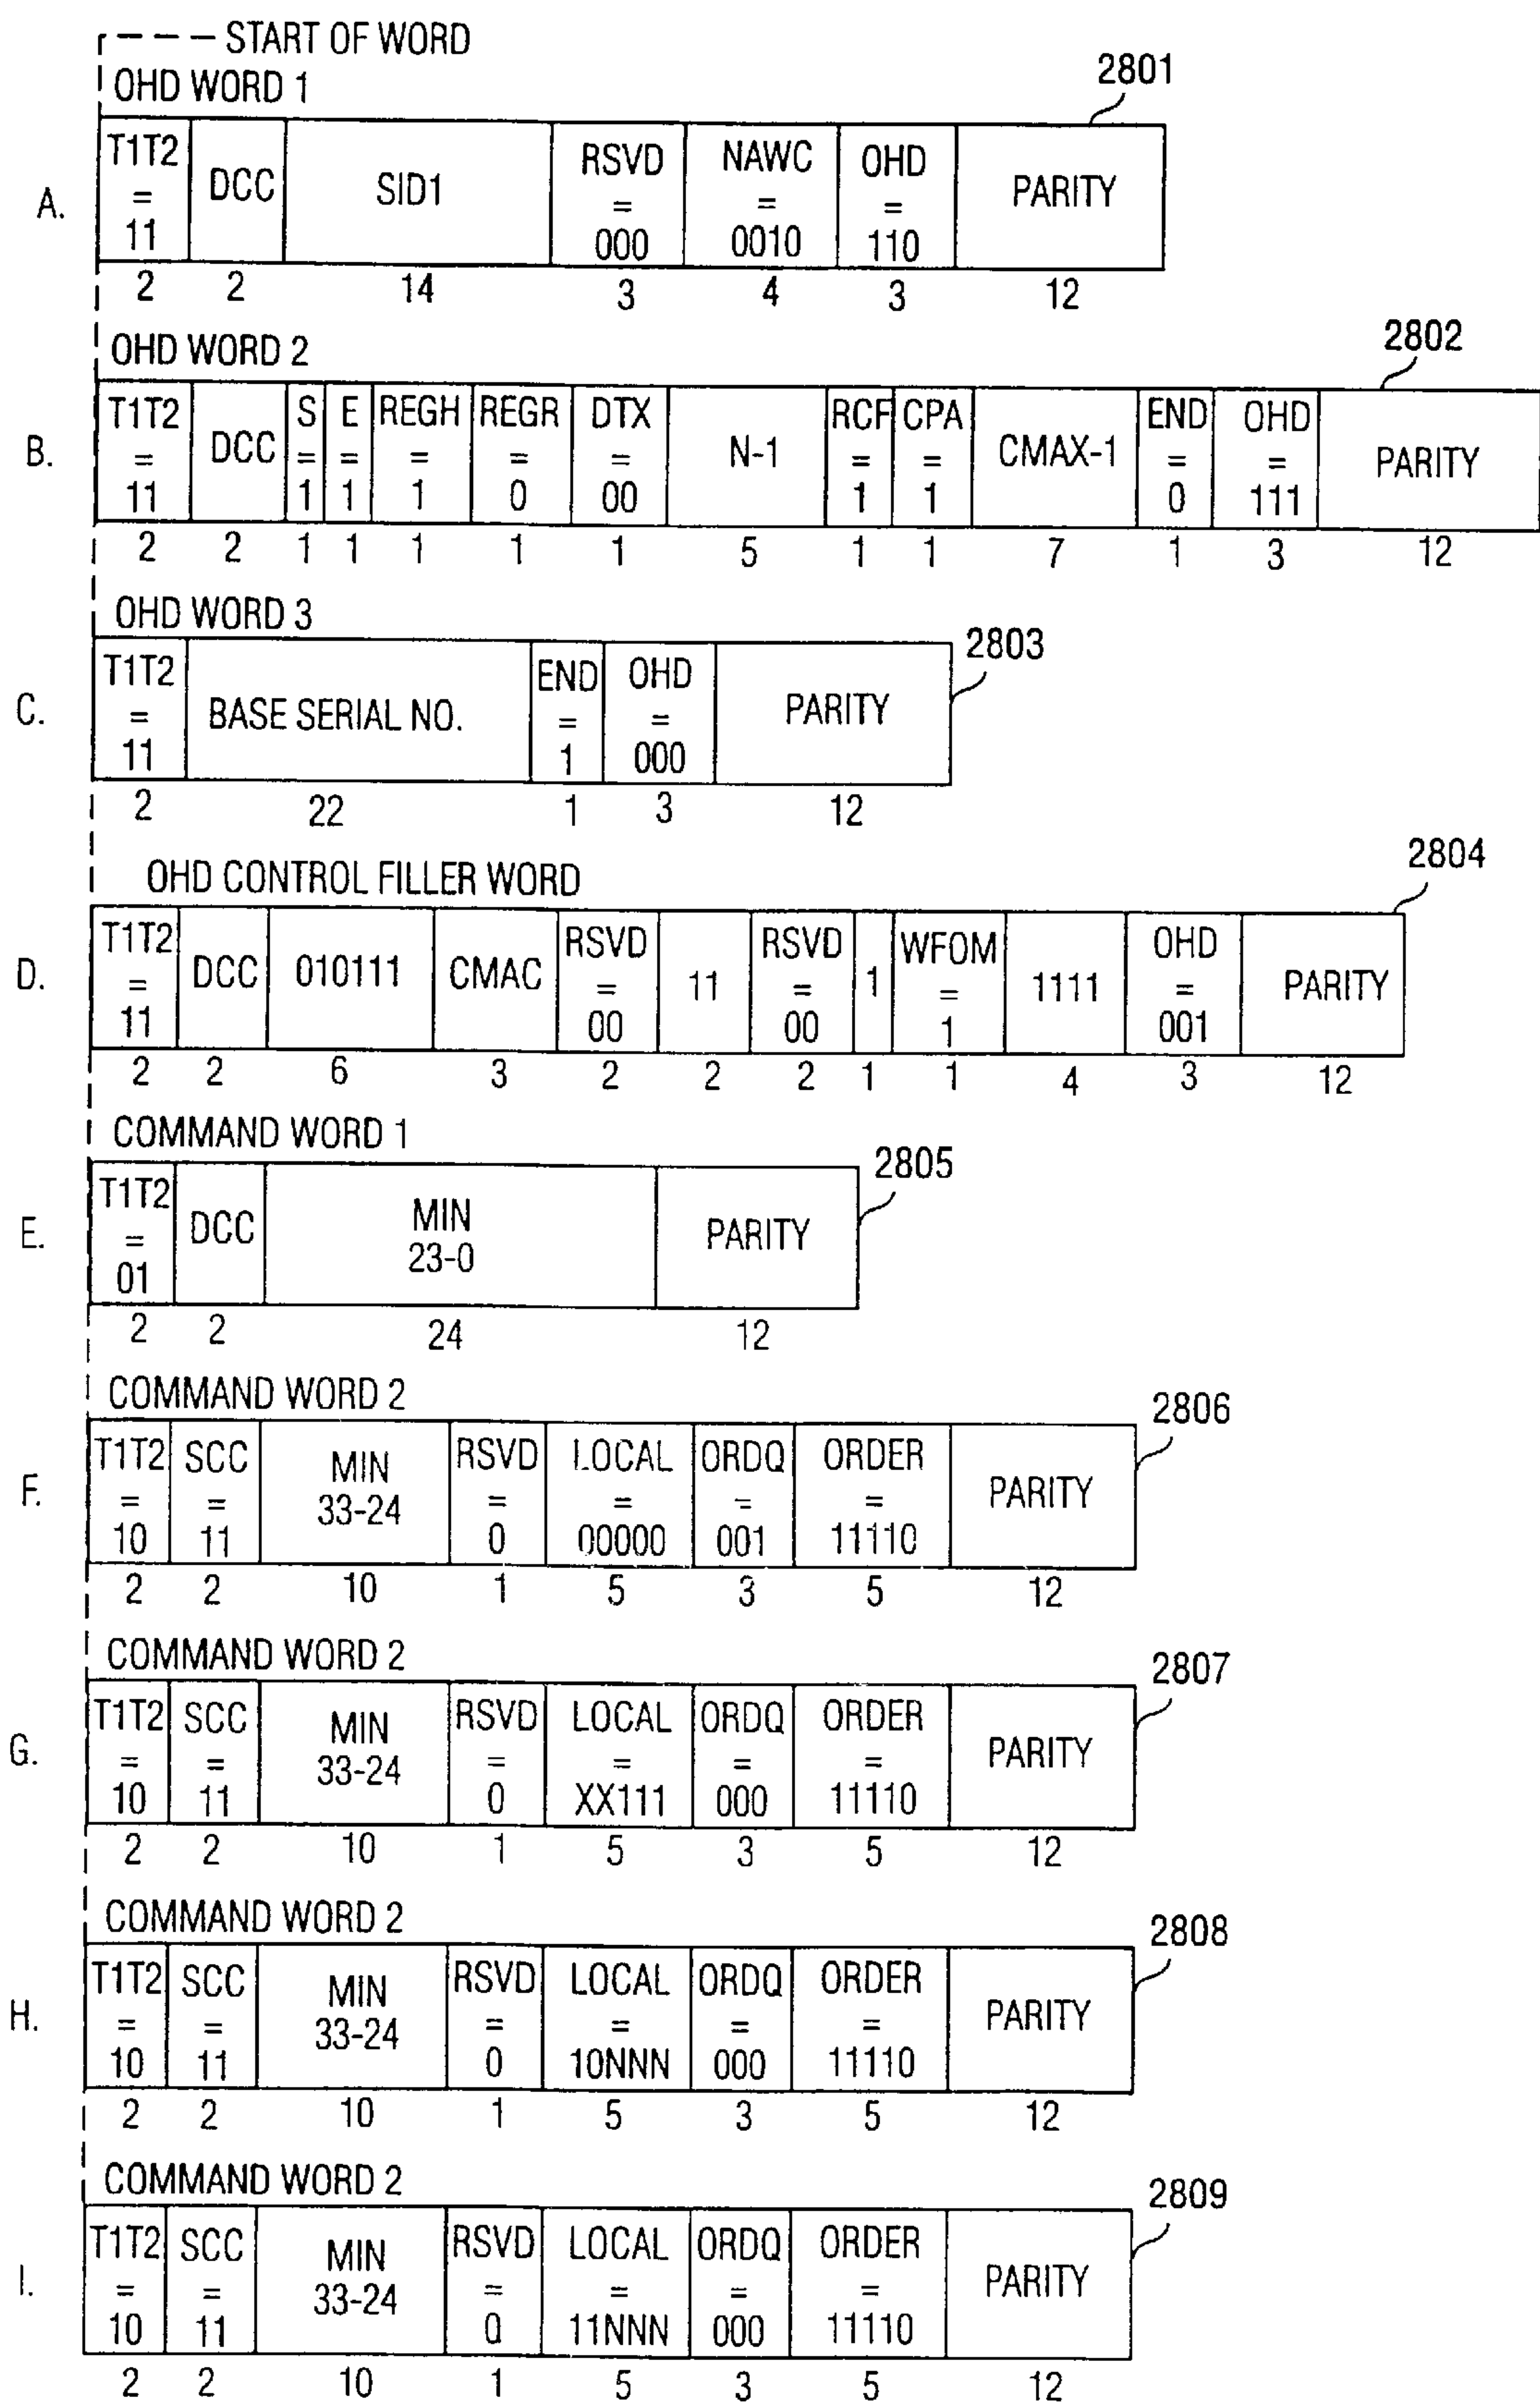 START OF WORD
OHD WORD 1
2801
A.
T1T2 = 11
DCC
SID1
RSVD = 000
NAWC = 0010
OHD = 110
PARITY
2 2 14 3 4 3 12
OHD WORD 2
2802
B.
T1T2 = 11
DCC
S = 1
E = 1
REGH = 1
REGR = 0
DTX = 00
N-1
RCF = 1
CPA = 1
CMAX-1
END = 0
OHD = 111
PARITY
2 2 1 1 1 1 1 5 1 1 7 1 3 12
OHD WORD 3
2803
C.
T1T2 = 11
BASE SERIAL NO.
END = 1
OHD = 000
PARITY
2 22 1 3 12
OHD CONTROL FILLER WORD
2804
D.
T1T2 = 11
DCC
010111
CMAC
RSVD = 00
11
RSVD = 00
1
WFOM = 1
1111
OHD = 001
PARITY
2 2 6 3 2 2 2 1 1 4 3 12
COMMAND WORD 1
2805
E.
T1T2 = 01
DCC
MIN 23-0
PARITY
2 2 24 12
COMMAND WORD 2
2806
F.
T1T2 = 10
SCC = 11
MIN 33-24
RSVD = 0
LOCAL = 00000
ORDQ = 001
ORDER = 11110
PARITY
2 2 10 1 5 3 5 12
COMMAND WORD 2
2807
G.
T1T2 = 10
SCC = 11
MIN 33-24
RSVD = 0
LOCAL = XX111
ORDQ = 000
ORDER = 11110
PARITY
2 2 10 1 5 3 5 12
COMMAND WORD 2
2808
H.
T1T2 = 10
SCC = 11
MIN 33-24
RSVD = 0
LOCAL = 10NNN
ORDQ = 000
ORDER = 11110
PARITY
2 2 10 1 5 3 5 12
COMMAND WORD 2
2809
I.
T1T2 = 10
SCC = 11
MIN 33-24
RSVD = 0
LOCAL = 11NNN
ORDQ = 000
ORDER = 11110
PARITY
2 2 10 1 5 3 5 12